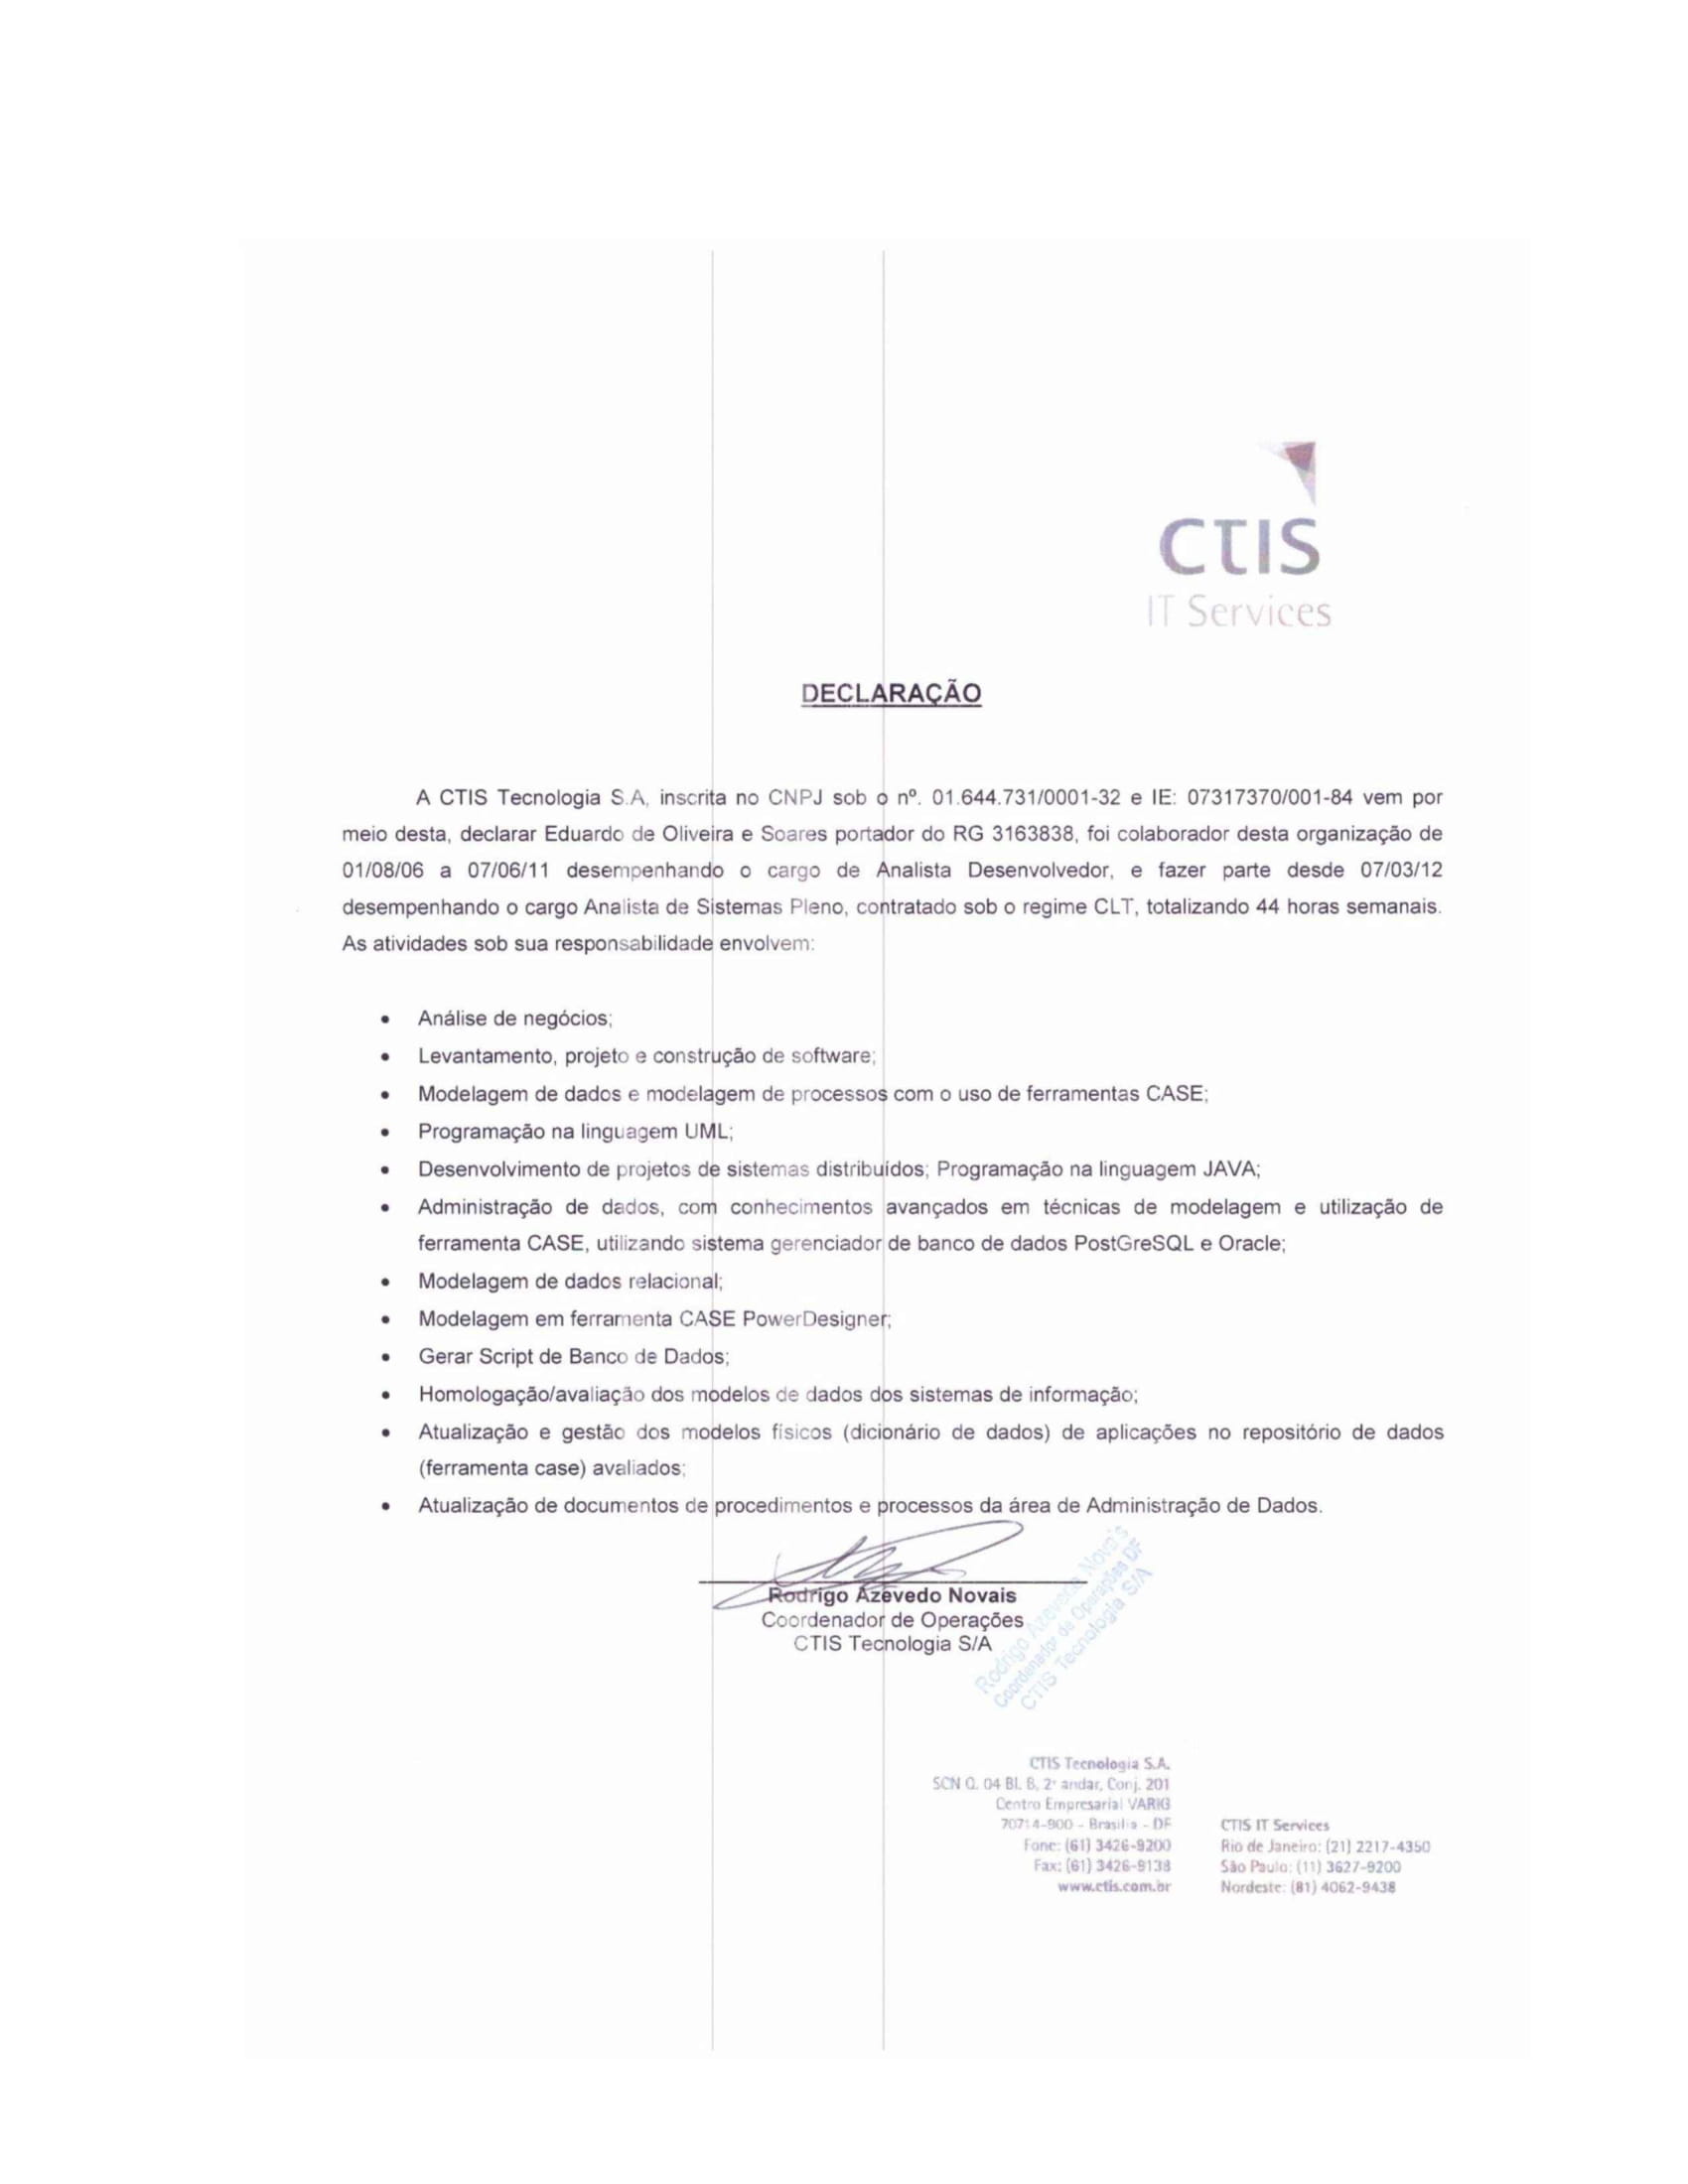 CTIS
IT Services
DECLARAÇÃO
A CTIS Tecnologia S.A, inscrita no CNPJ sob o nº. 01.644.731/0001-32 e IE: 07317370/001-84 vem por
meio desta, declarar Eduardo de Oliveira e Soares portador do RG 3163838, foi colaborador desta organização de
01/08/06 a 07/06/11 desempenhando o cargo de Analista Desenvolvedor, e fazer parte desde 07/03/12
desempenhando o cargo Analista de Sistemas Pleno, contratado sob o regime CLT, totalizando 44 horas semanais.
As atividades sob sua responsabilidade envolvem:
• Análise de negócios;
• Levantamento, projeto e construção de software;
• Modelagem de dados e modelagem de processos com o uso de ferramentas CASE;
• Programação na linguagem UML;
• Desenvolvimento de projetos de sistemas distribuídos; Programação na linguagem JAVA;
• Administração de dados, com conhecimentos avançados em técnicas de modelagem e utilização de
ferramenta CASE, utilizando sistema gerenciador de banco de dados PostGreSQL e Oracle;
• Modelagem de dados relacional;
• Modelagem em ferramenta CASE PowerDesigner;
• Gerar Script de Banco de Dados;
• Homologação/avaliação dos modelos de dados dos sistemas de informação;
• Atualização e gestão dos modelos físicos (dicionário de dados) de aplicações no repositório de dados
(ferramenta case) avaliados;
• Atualização de documentos de procedimentos e processos da área de Administração de Dados.
Rodrigo Azevedo Novais
Coordenador de Operações
CTIS Tecnologia S/A
Rodrigo Azevedo Novais
Coordenador de Operações DF
CTIS Tecnologia S/A
CTIS Tecnologia S.A.
SCN Q. 04 Bl. B, 2º andar, Conj. 201
Centro Empresarial VARIG
70714-900 - Brasília - DF
Fone: (61) 3426-9200
Fax: (61) 3426-9138
www.ctis.com.br
CTIS IT Services
Rio de Janeiro: (21) 2217-4350
São Paulo: (11) 3627-9200
Nordeste: (81) 4062-9438